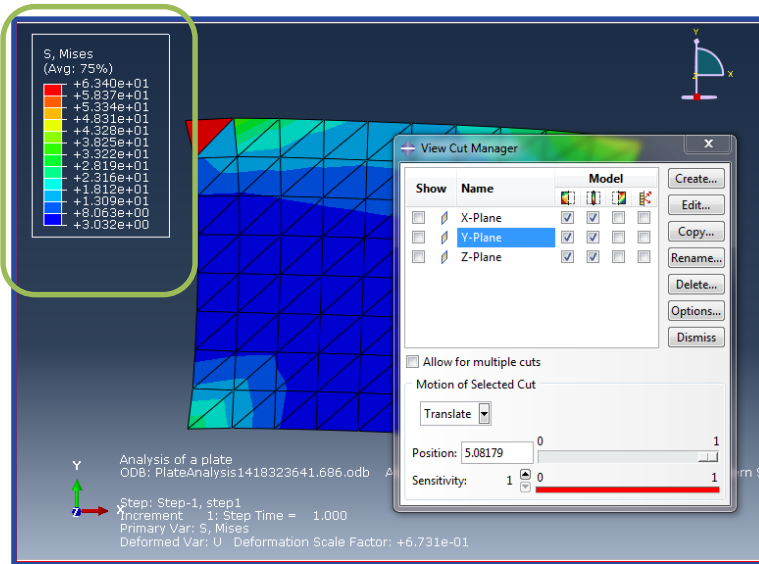 S, Mises
(Avg: 75%)
+6.340e+01
+5.837e+01
+5.334e+01
+4.831e+01
+4.328e+01
+3.825e+01
+3.322e+01
+2.819e+01
+2.316e+01
+1.812e+01
+1.309e+01
+8.063e+00
+3.032e+00
Y
X
Z
View Cut Manager
X
Show Name Model
X-Plane
Y-Plane
Z-Plane
Create...
Edit...
Copy...
Rename...
Delete...
Options...
Dismiss
Allow for multiple cuts
Motion of Selected Cut
Translate
Position: 5.08179 0 1
Sensitivity: 1 0 1
Y
Z X
Analysis of a plate
ODB: PlateAnalysis1418323641.686.odb
Step: Step-1, step1
Increment 1: Step Time = 1.000
Primary Var: S, Mises
Deformed Var: U Deformation Scale Factor: +6.731e-01